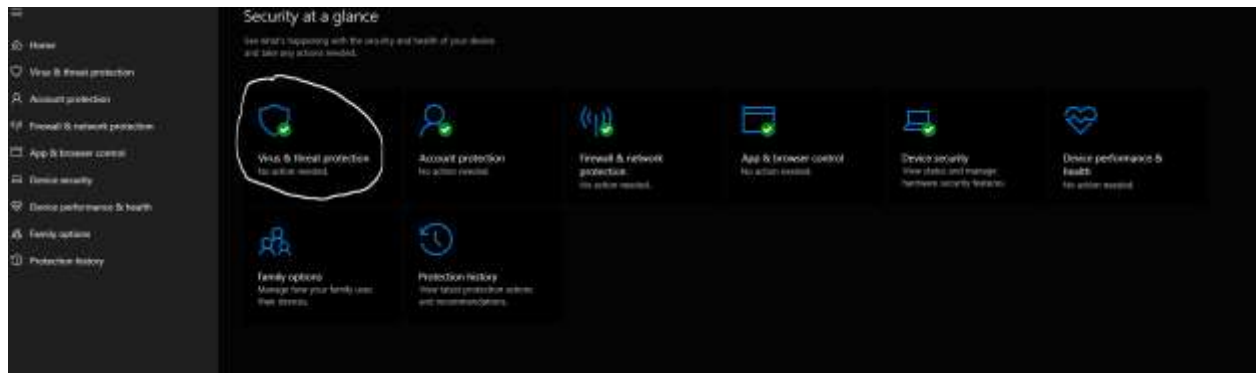 Security at a glance
See what's happening with the security and health of your device
and take any actions needed.
Home
Virus & threat protection
Account protection
Firewall & network protection
App & browser control
Device security
Device performance & health
Family options
Protection history
Virus & threat protection
No action needed.
Account protection
No action needed.
Firewall & network
protection
No action needed.
App & browser control
No action needed.
Device security
View status and manage
hardware security features.
Device performance &
health
No action needed.
Family options
Manage how your family uses
their devices.
Protection history
View latest protection actions
and recommendations.